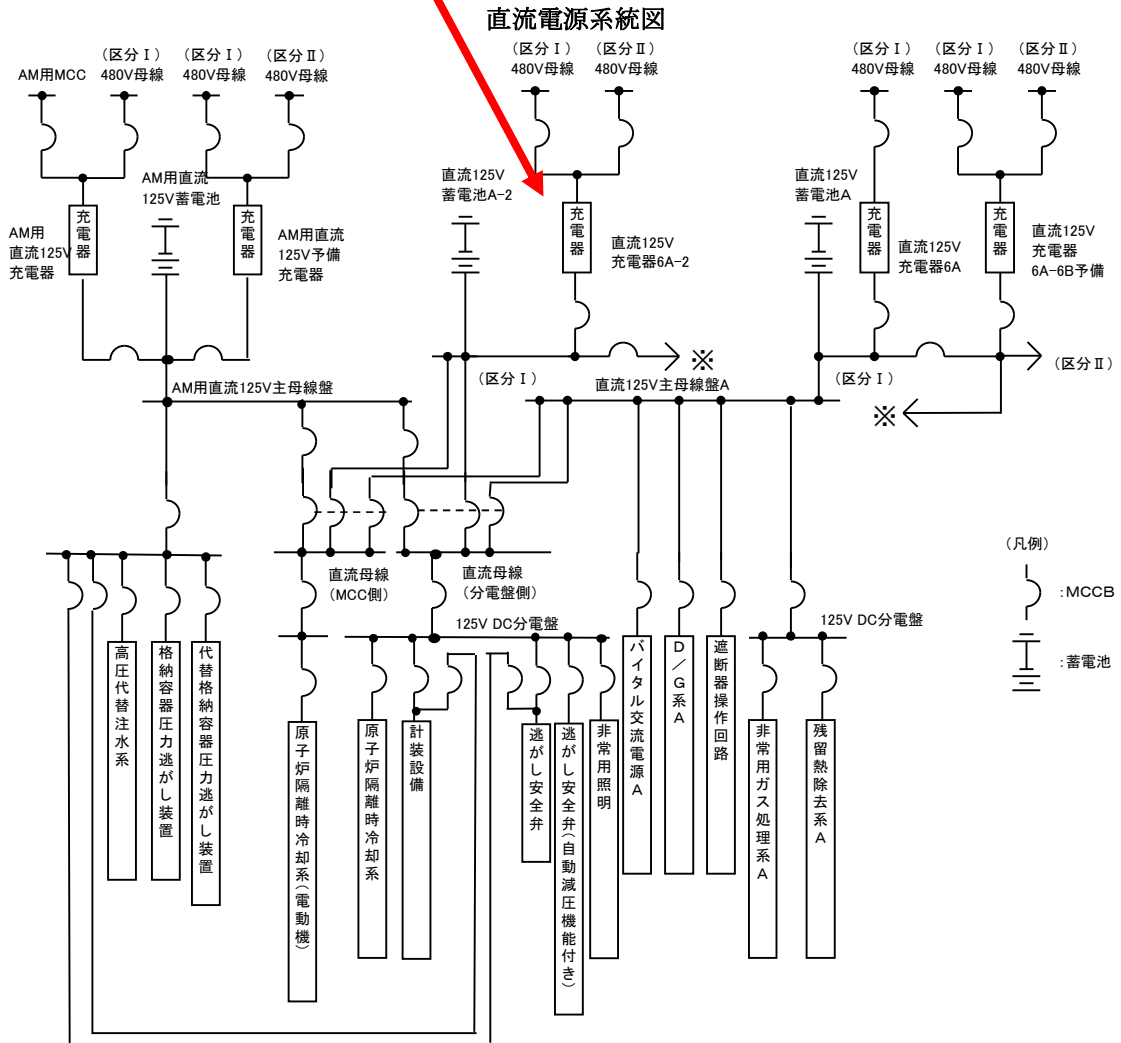 直流電源系統図
(区分Ⅰ)
(区分Ⅰ)
(区分Ⅱ)
AM用MCC
480V母線
480V母線
480V母線
(区分Ⅰ)
(区分Ⅱ)
480V母線
480V母線
(区分Ⅰ)
(区分Ⅰ)
(区分Ⅱ)
480V母線
480V母線
480V母線
AM用直流
125V蓄電池
充電器
AM用
直流125V
充電器
充電器
AM用直流
125V予備
充電器
直流125V
蓄電池A-2
充電器
直流125V
充電器6A-2
直流125V
蓄電池A
充電器
直流125V
充電器6A
充電器
直流125V
充電器
6A-6B予備
※
(区分Ⅱ)
(区分Ⅰ)
(区分Ⅰ)
AM用直流125V主母線盤
直流125V主母線盤A
※
直流母線
(MCC側)
直流母線
(分電盤側)
125V DC分電盤
125V DC分電盤
高圧代替注水系
格納容器圧力逃がし装置
代替格納容器圧力逃がし装置
原子炉隔離時冷却系(電動機)
原子炉隔離時冷却系
計装設備
逃がし安全弁
逃がし安全弁(自動減圧機能付き)
非常用照明
バイタル交流電源A
D/G系A
遮断器操作回路
非常用ガス処理系A
残留熱除去系A
(凡例)
:MCCB
:蓄電池